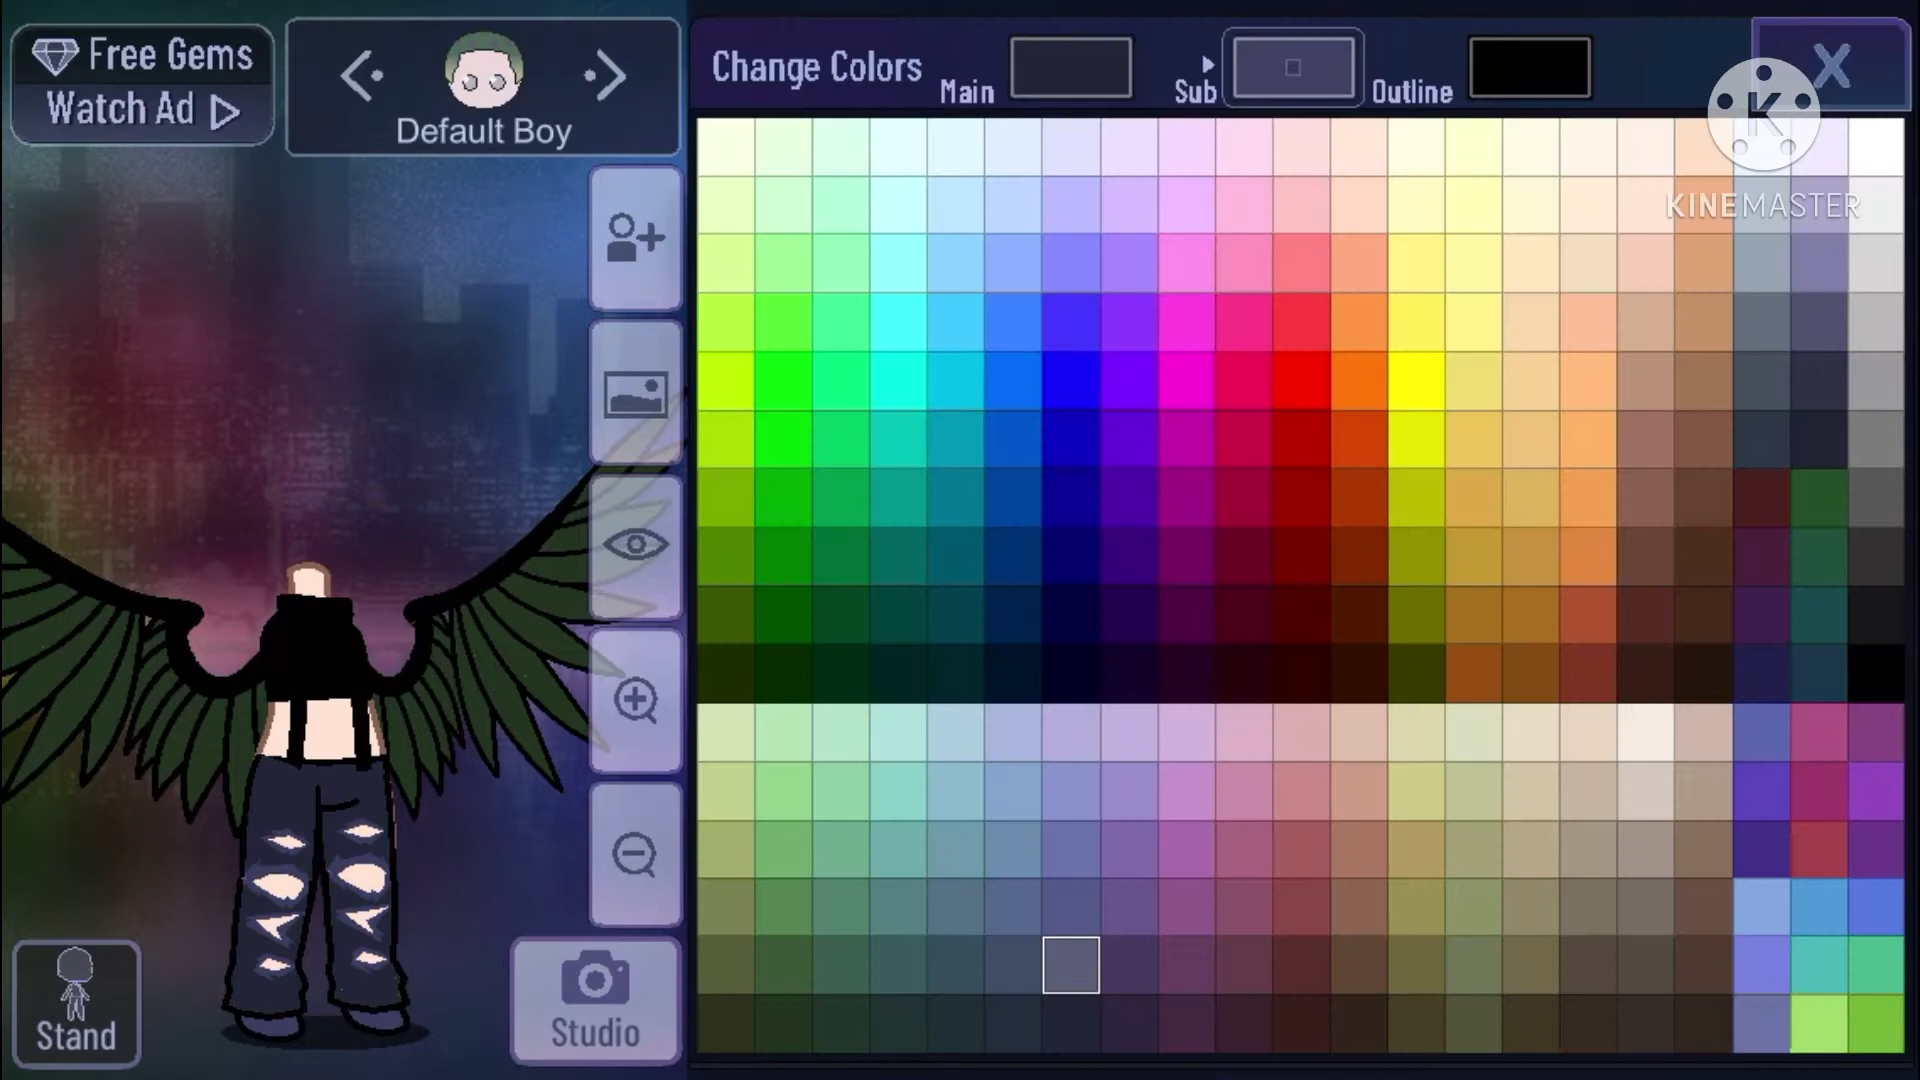 Free Gems
Watch Ad
Default Boy
Change Colors
Main
Sub
Outline
X
K
KINEMASTER
Stand
Studio